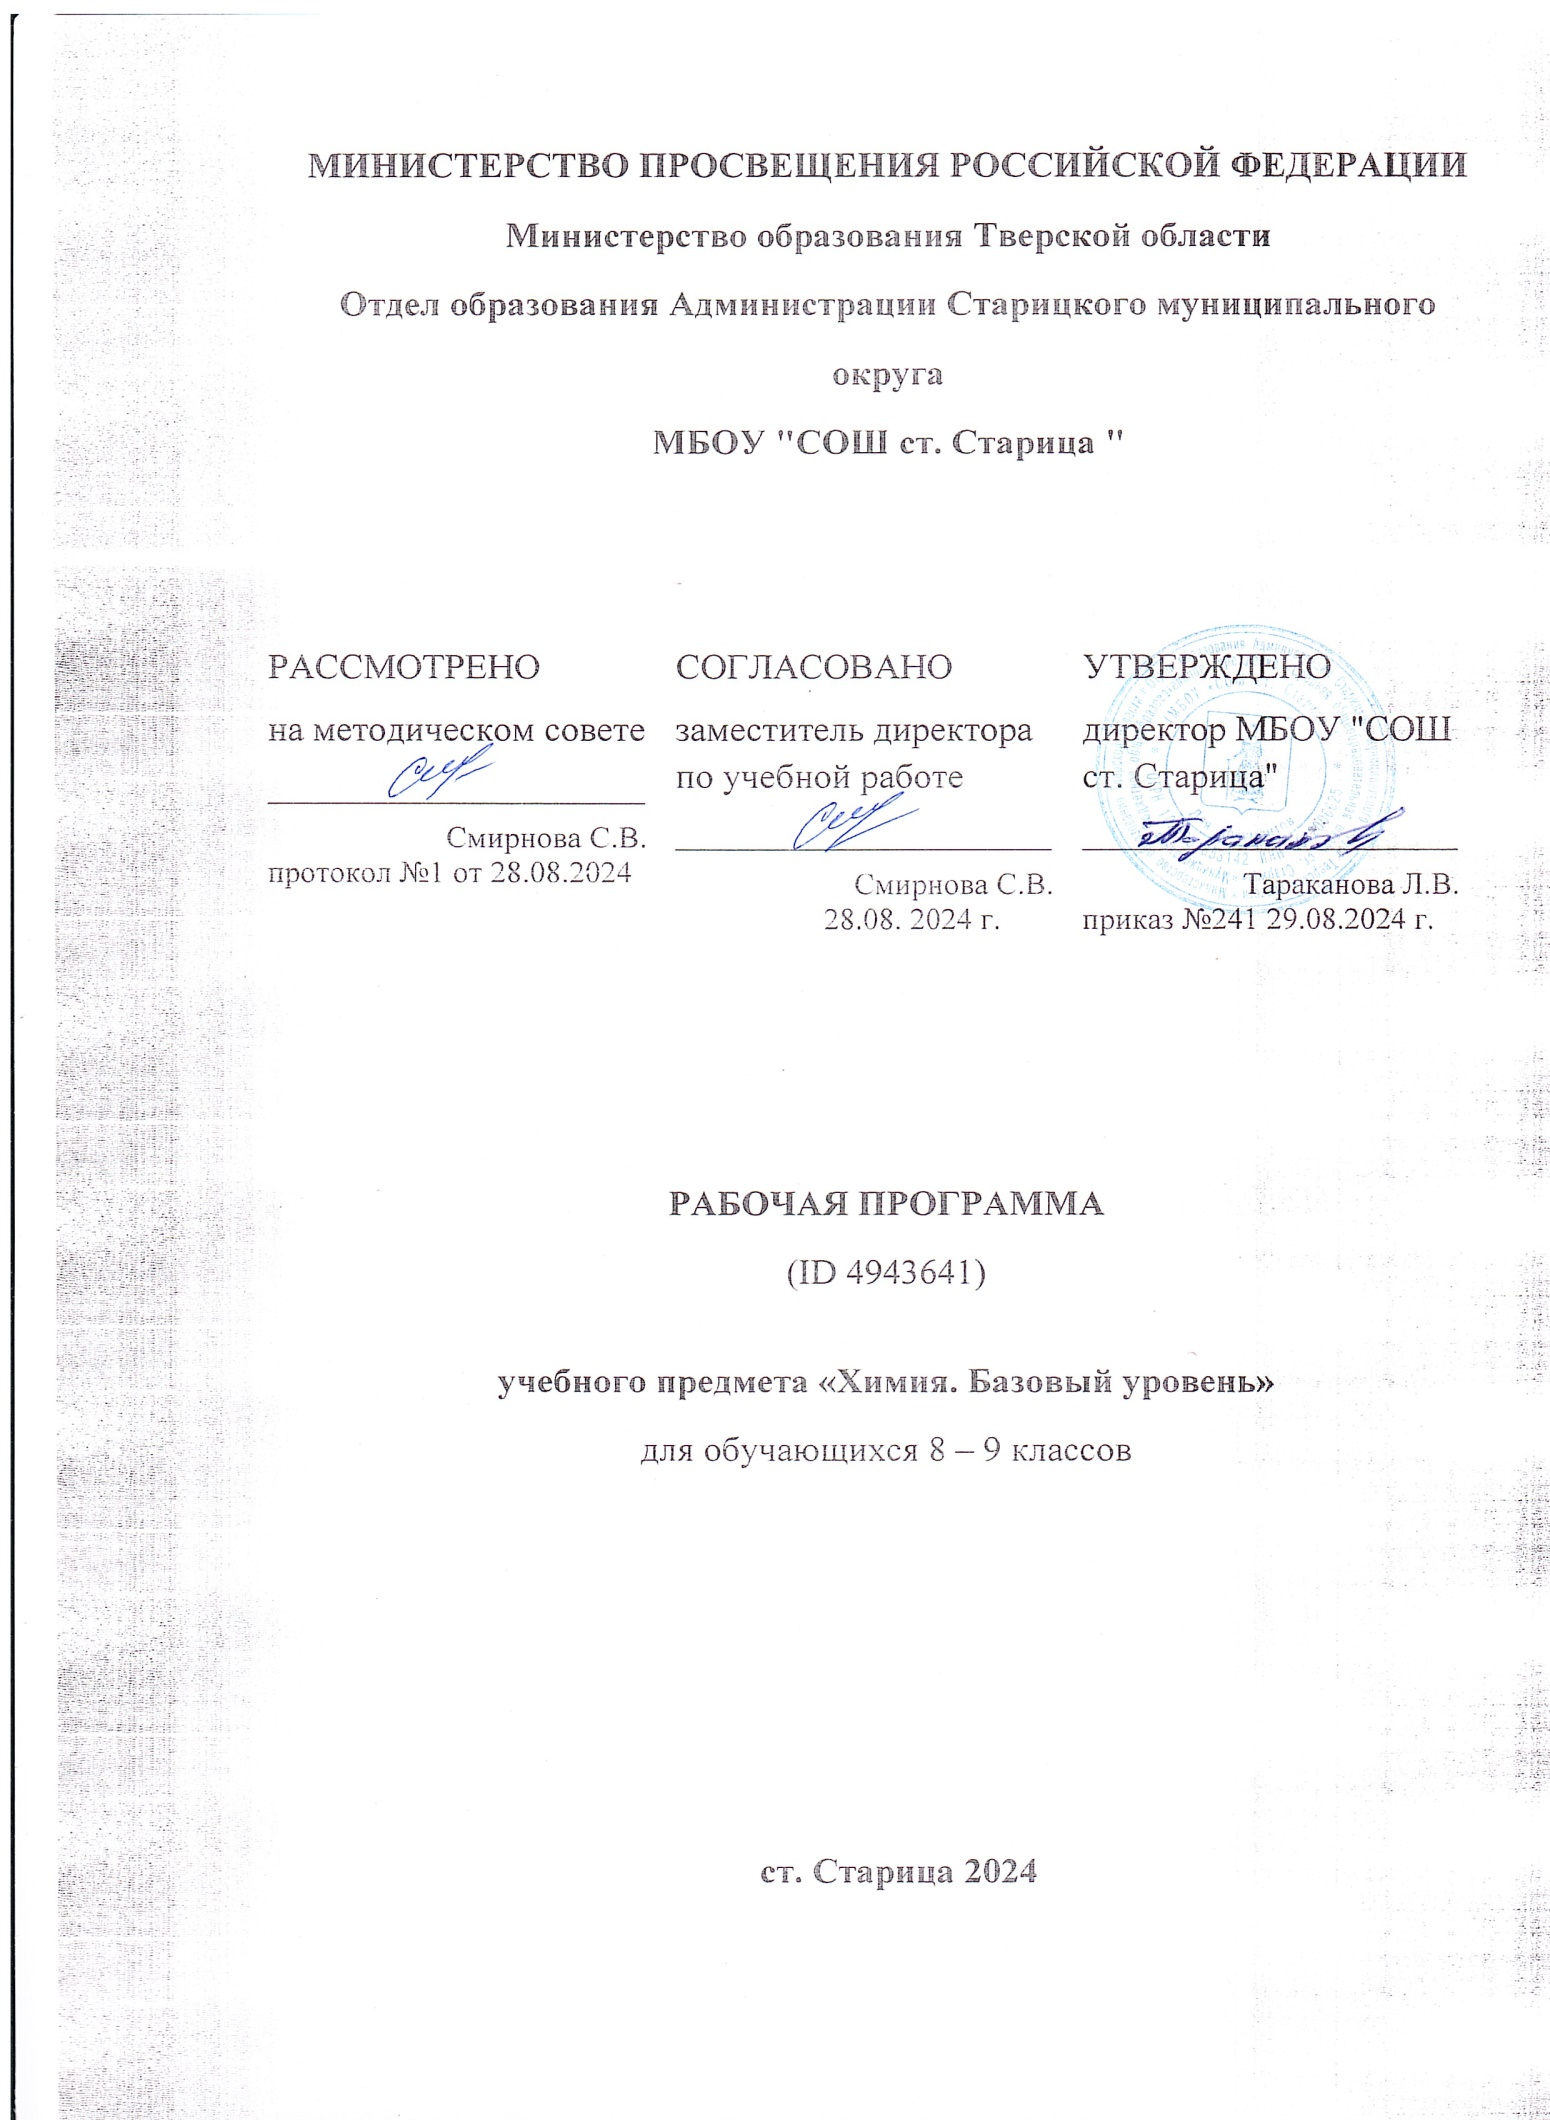 МИНИСТЕРСТВО ПРОСВЕЩЕНИЯ РОССИЙСКОЙ ФЕДЕРАЦИИ
Министерство образования Тверской области
Отдел образования Администрации Старицкого муниципального
округа
МБОУ "СОШ ст. Старица "
РАССМОТРЕНО
на методическом совете
Смирнова С.В.
протокол №1 от 28.08.2024
СОГЛАСОВАНО
заместитель директора
по учебной работе
Смирнова С.В.
28.08. 2024 г.
УТВЕРЖДЕНО
директор МБОУ "СОШ
ст. Старица"
Тараканова Л.В.
приказ №241 29.08.2024 г.
РАБОЧАЯ ПРОГРАММА
(ID 4943641)
учебного предмета «Химия. Базовый уровень»
для обучающихся 8 – 9 классов
ст. Старица 2024